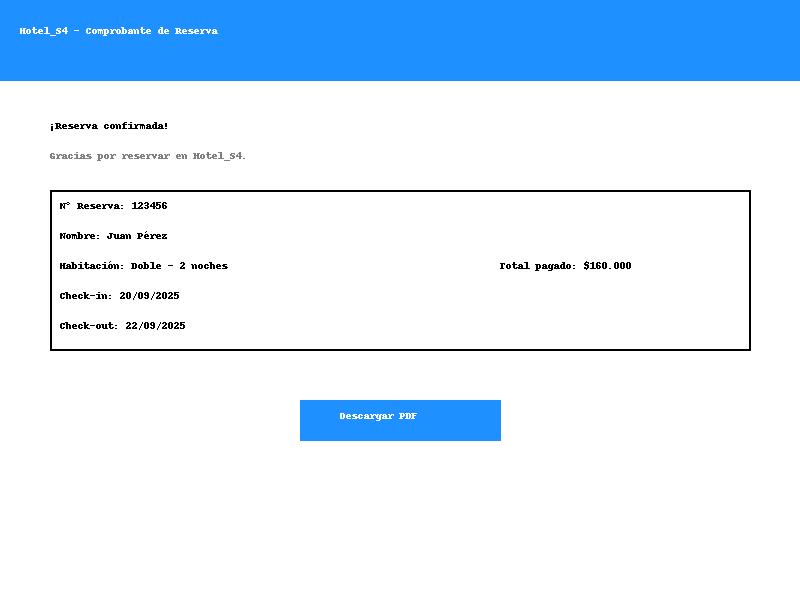 Hotel_S4 - Comprobante de Reserva
¡Reserva confirmada!
Gracias por reservar en Hotel_S4.
N° Reserva: 123456
Nombre: Juan Pérez
Habitación: Doble - 2 noches
Total pagado: $160.000
Check-in: 20/09/2025
Check-out: 22/09/2025
Descargar PDF